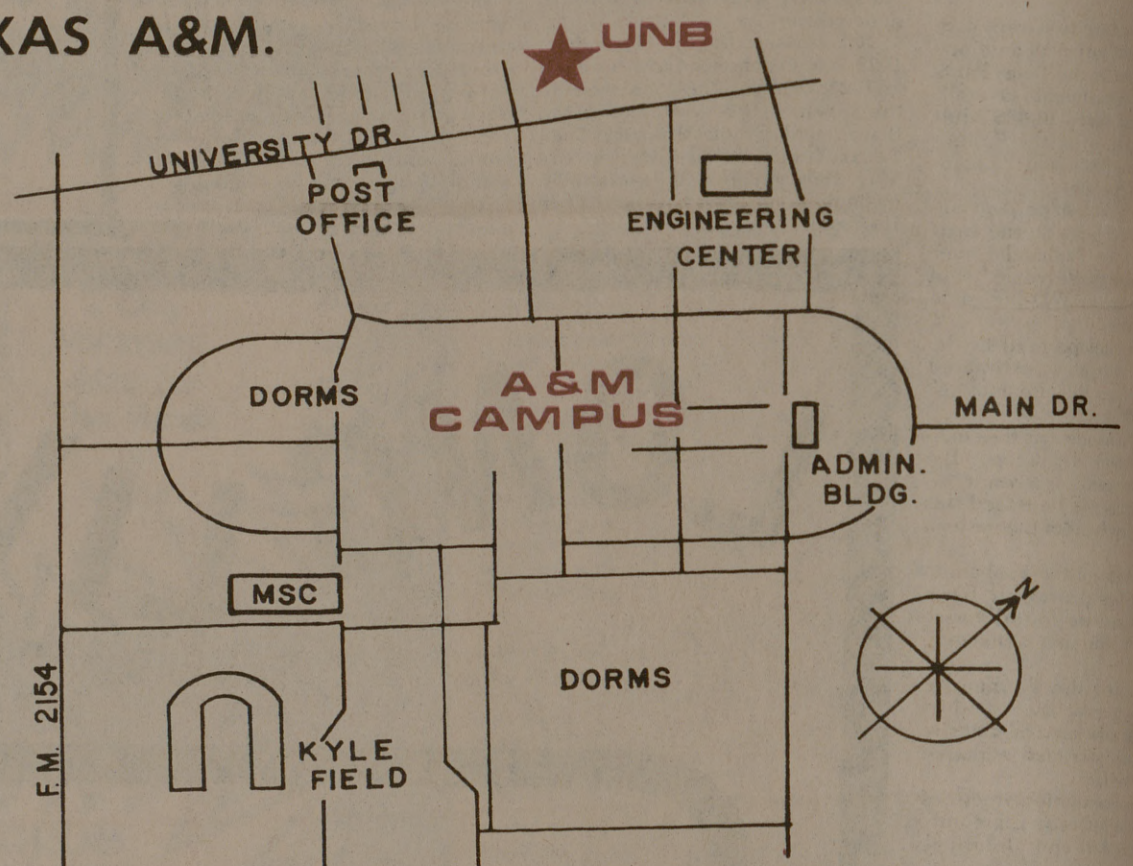 XAS A&M.
UNB
UNIVERSITY DR.
POST
OFFICE
ENGINEERING
CENTER
DORMS
A&M
CAMPUS
MAIN DR.
ADMIN.
BLDG.
MSC
N
DORMS
F.M. 2154
KYLE
FIELD